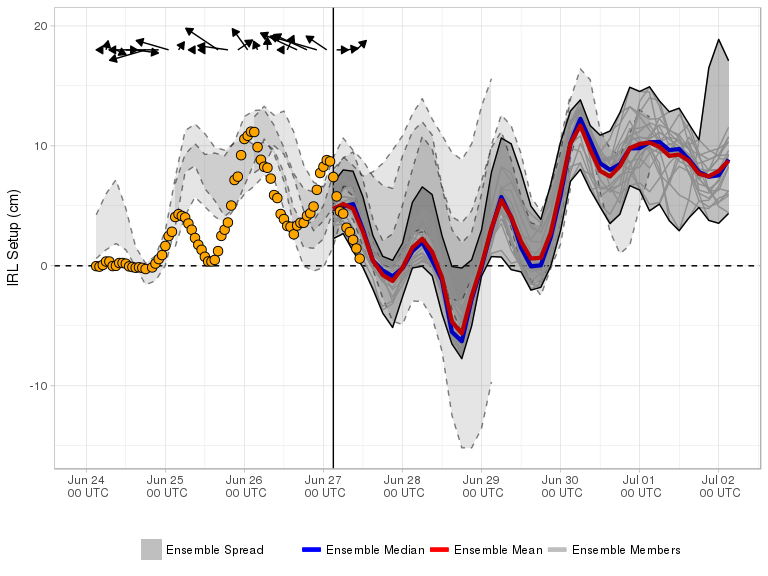 20
10
0
-10
IRL Setup (cm)
Jun 24 Jun 25 Jun 26 Jun 27 Jun 28 Jun 29 Jun 30 Jul 01 Jul 02
00 UTC 00 UTC 00 UTC 00 UTC 00 UTC 00 UTC 00 UTC 00 UTC 00 UTC
Ensemble Spread Ensemble Median Ensemble Mean Ensemble Members